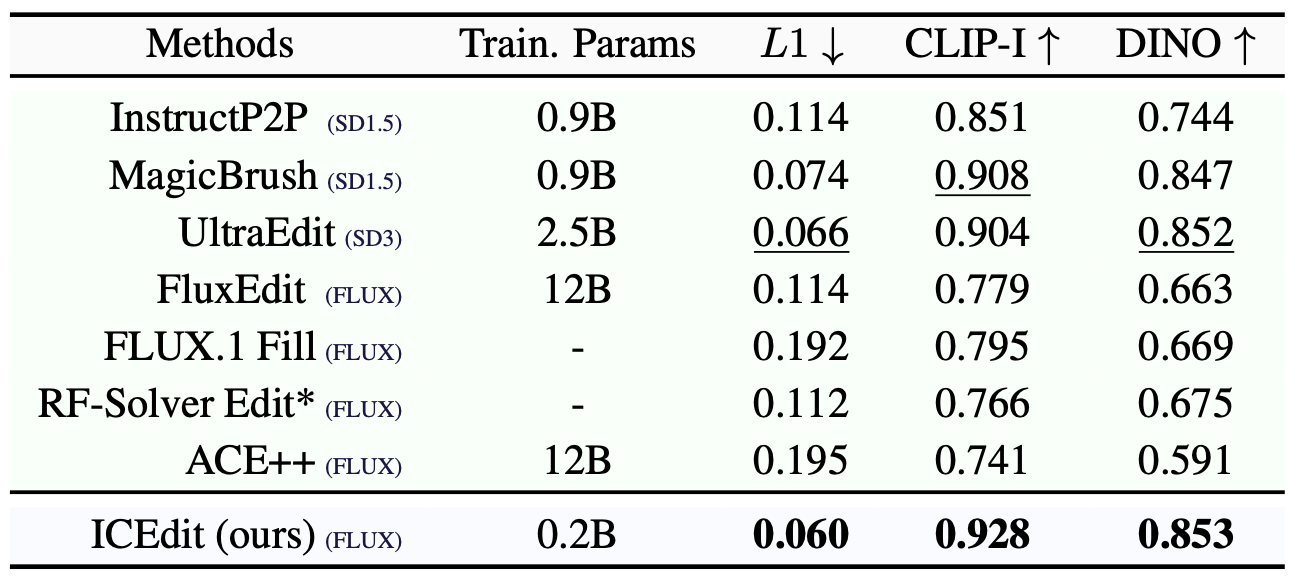 Methods Train. Params L1 ↓ CLIP-I ↑ DINO ↑
InstructP2P (SD1.5) 0.9B 0.114 0.851 0.744
MagicBrush (SD1.5) 0.9B 0.074 0.908 0.847
UltraEdit (SD3) 2.5B 0.066 0.904 0.852
FluxEdit (FLUX) 12B 0.114 0.779 0.663
FLUX.1 Fill (FLUX) - 0.192 0.795 0.669
RF-Solver Edit* (FLUX) - 0.112 0.766 0.675
ACE++ (FLUX) 12B 0.195 0.741 0.591
ICEdit (ours) (FLUX) 0.2B 0.060 0.928 0.853